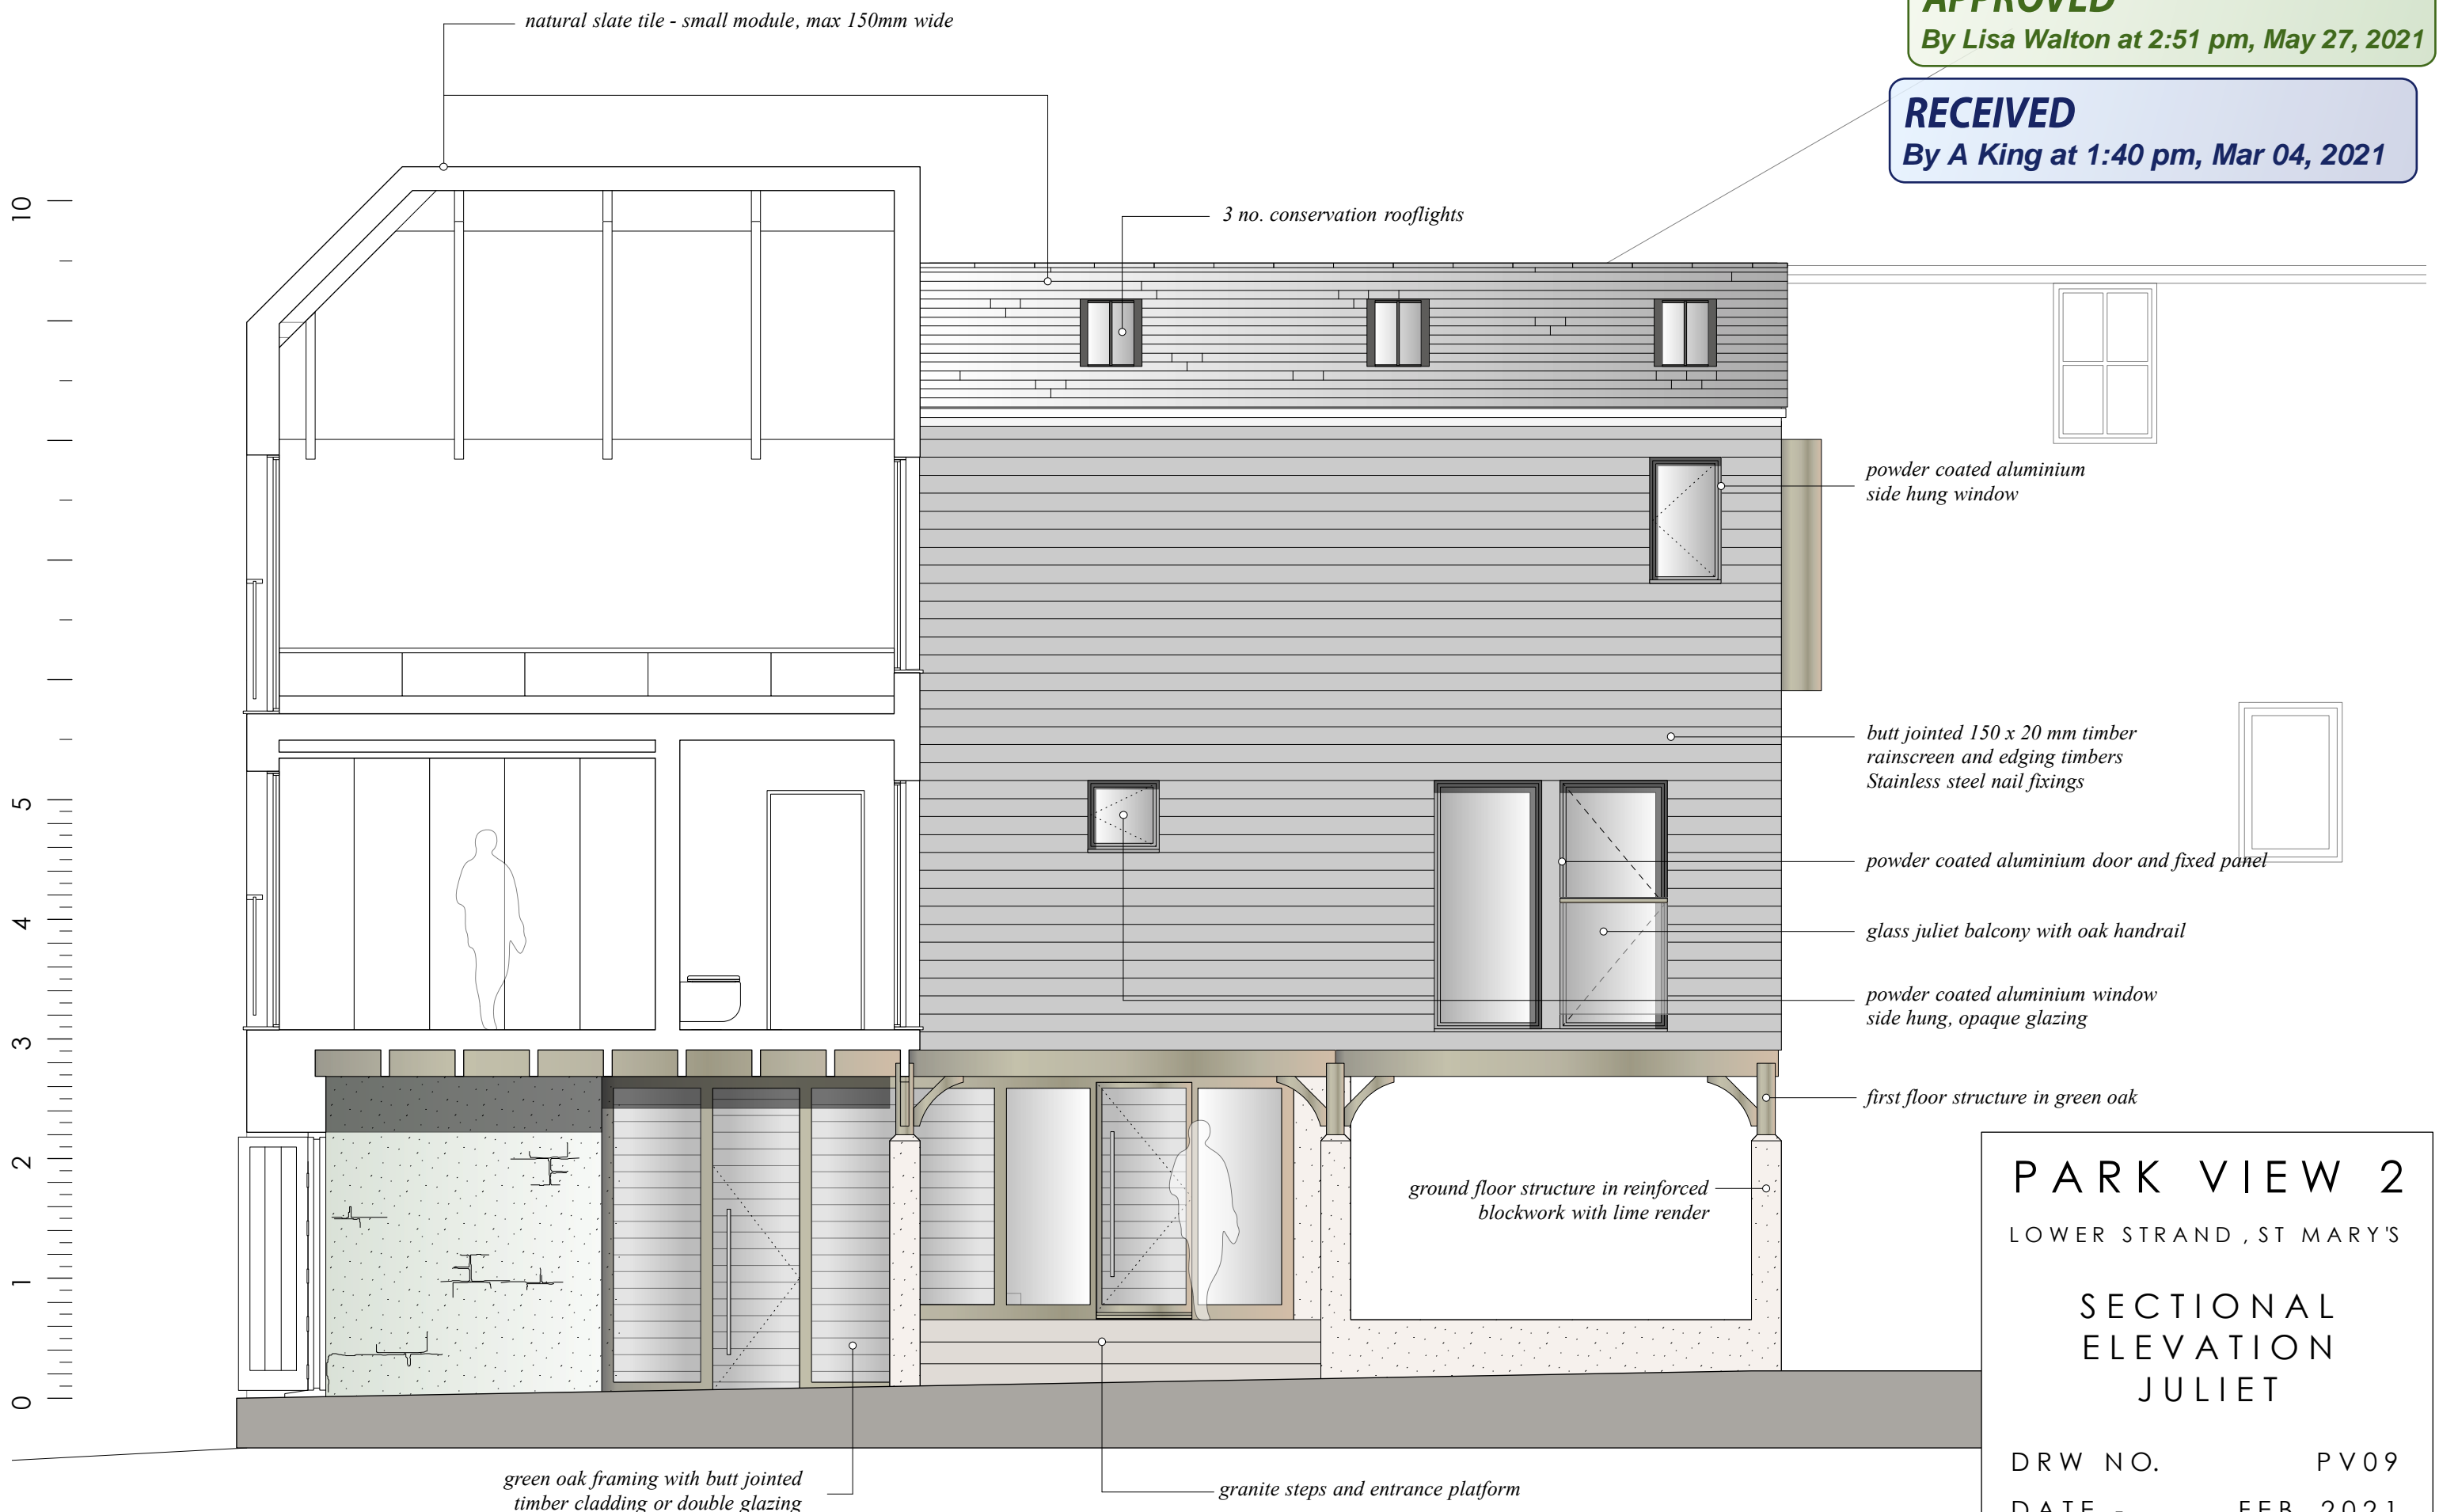 natural slate tile - small module, max 150mm wide
APPROVED
By Lisa Walton at 2:51 pm, May 27, 2021
RECEIVED
By A King at 1:40 pm, Mar 04, 2021
3 no. conservation rooflights
powder coated aluminium
side hung window
butt jointed 150 x 20 mm timber
rainscreen and edging timbers
Stainless steel nail fixings
powder coated aluminium door and fixed panel
glass juliet balcony with oak handrail
powder coated aluminium window
side hung, opaque glazing
first floor structure in green oak
ground floor structure in reinforced
blockwork with lime render
green oak framing with butt jointed
timber cladding or double glazing
granite steps and entrance platform
10
5
4
3
2
1
0
PARK VIEW 2
LOWER STRAND, ST MARY'S
SECTIONAL
ELEVATION
JULIET
DRW NO. PV09
DATE - FEB 2021